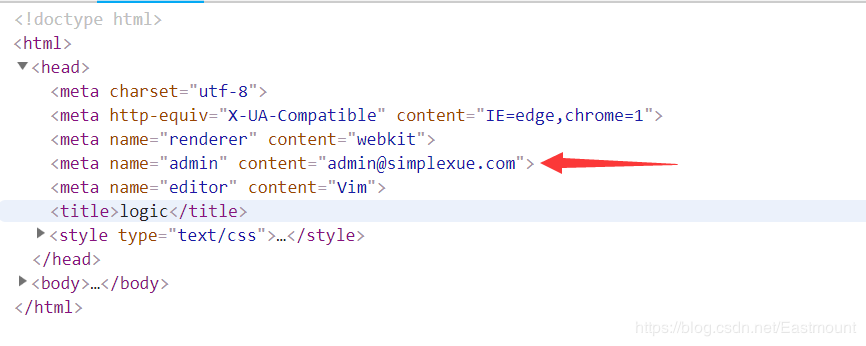 <!doctype html>
<html>
<head>
<meta charset="utf-8">
<meta http-equiv="X-UA-Compatible" content="IE=edge,chrome=1">
<meta name="renderer" content="webkit">
<meta name="admin" content="admin@simplexue.com">
<meta name="editor" content="Vim">
<title>logic</title>
<style type="text/css">…</style>
</head>
<body>…</body>
</html>
https://blog.csdn.net/Eastmount